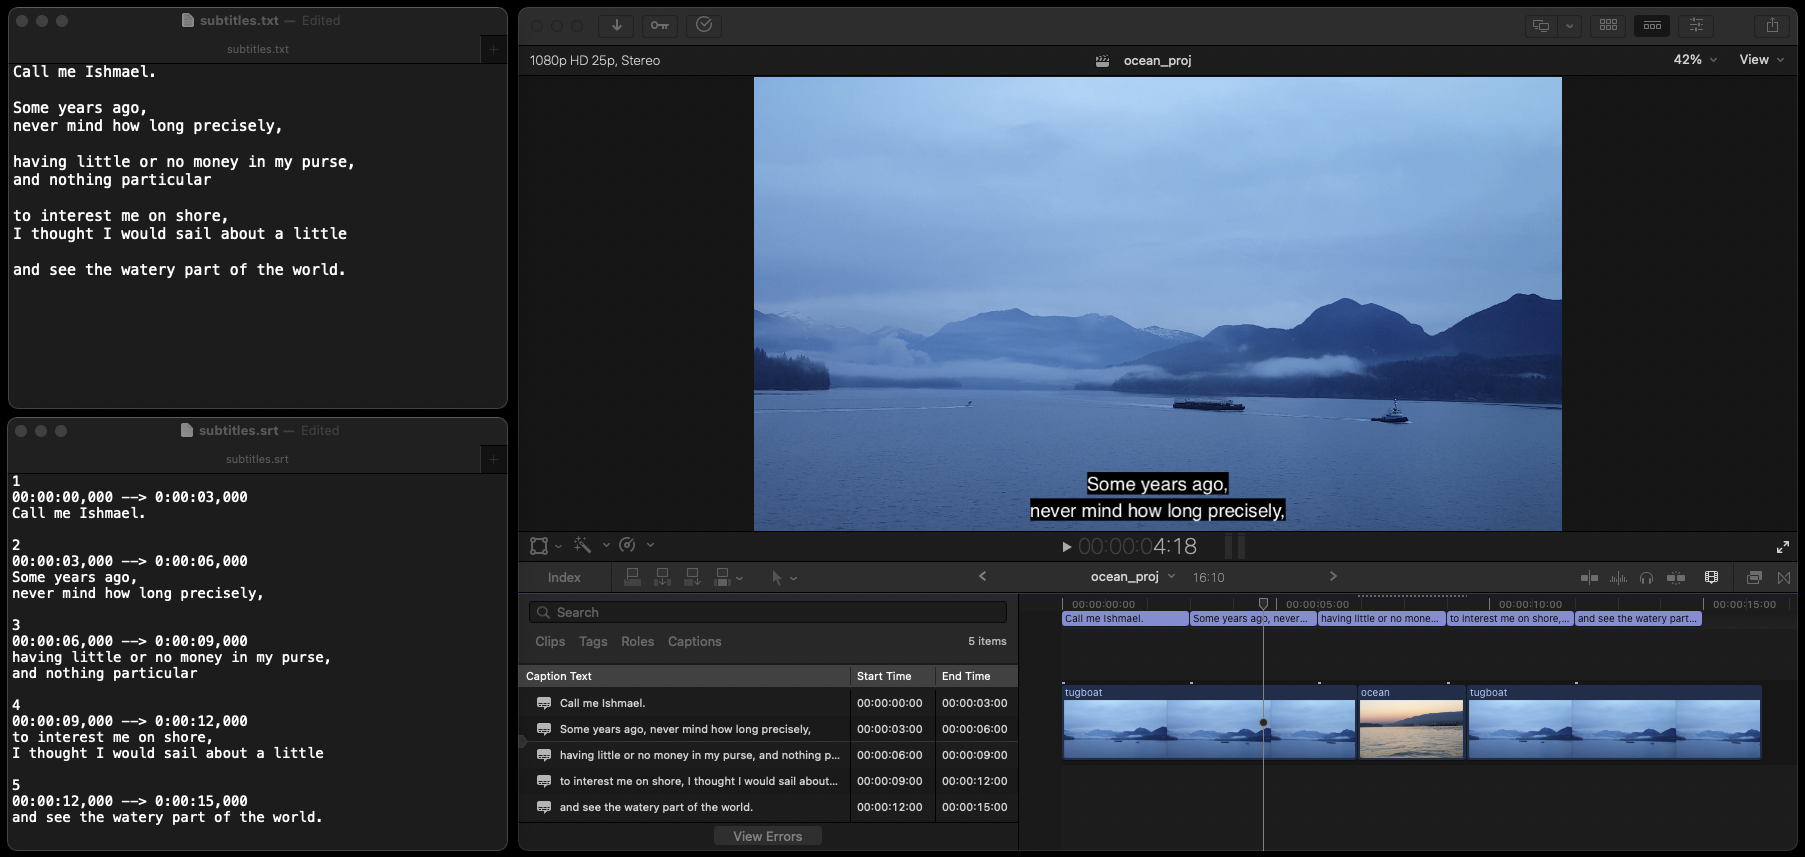 subtitles.txt — Edited
subtitles.txt
+
Call me Ishmael.
Some years ago,
never mind how long precisely,
having little or no money in my purse,
and nothing particular
to interest me on shore,
I thought I would sail about a little
and see the watery part of the world.
subtitles.srt — Edited
subtitles.srt
+
1
00:00:00,000 --> 0:00:03,000
Call me Ishmael.
2
00:00:03,000 --> 0:00:06,000
Some years ago,
never mind how long precisely,
3
00:00:06,000 --> 0:00:09,000
having little or no money in my purse,
and nothing particular
4
00:00:09,000 --> 0:00:12,000
to interest me on shore,
I thought I would sail about a little
5
00:00:12,000 --> 0:00:15,000
and see the watery part of the world.
1080p HD 25p, Stereo
ocean_proj
42%
View
Some years ago,
never mind how long precisely,
00:00:04:18
Index
ocean_proj
16:10
Search
Clips Tags Roles Captions
5 items
Caption Text Start Time End Time
Call me Ishmael. 00:00:00:00 00:00:03:00
Some years ago, never mind how long precisely, 00:00:03:00 00:00:06:00
having little or no money in my purse, and nothing p... 00:00:06:00 00:00:09:00
to interest me on shore, I thought I would sail about... 00:00:09:00 00:00:12:00
and see the watery part of the world. 00:00:12:00 00:00:15:00
View Errors
00:00:00:00 00:00:05:00 00:00:10:00 00:00:15:00
Call me Ishmael. Some years ago, never... having little or no mone... to interest me on shore,... and see the watery part...
tugboat ocean tugboat